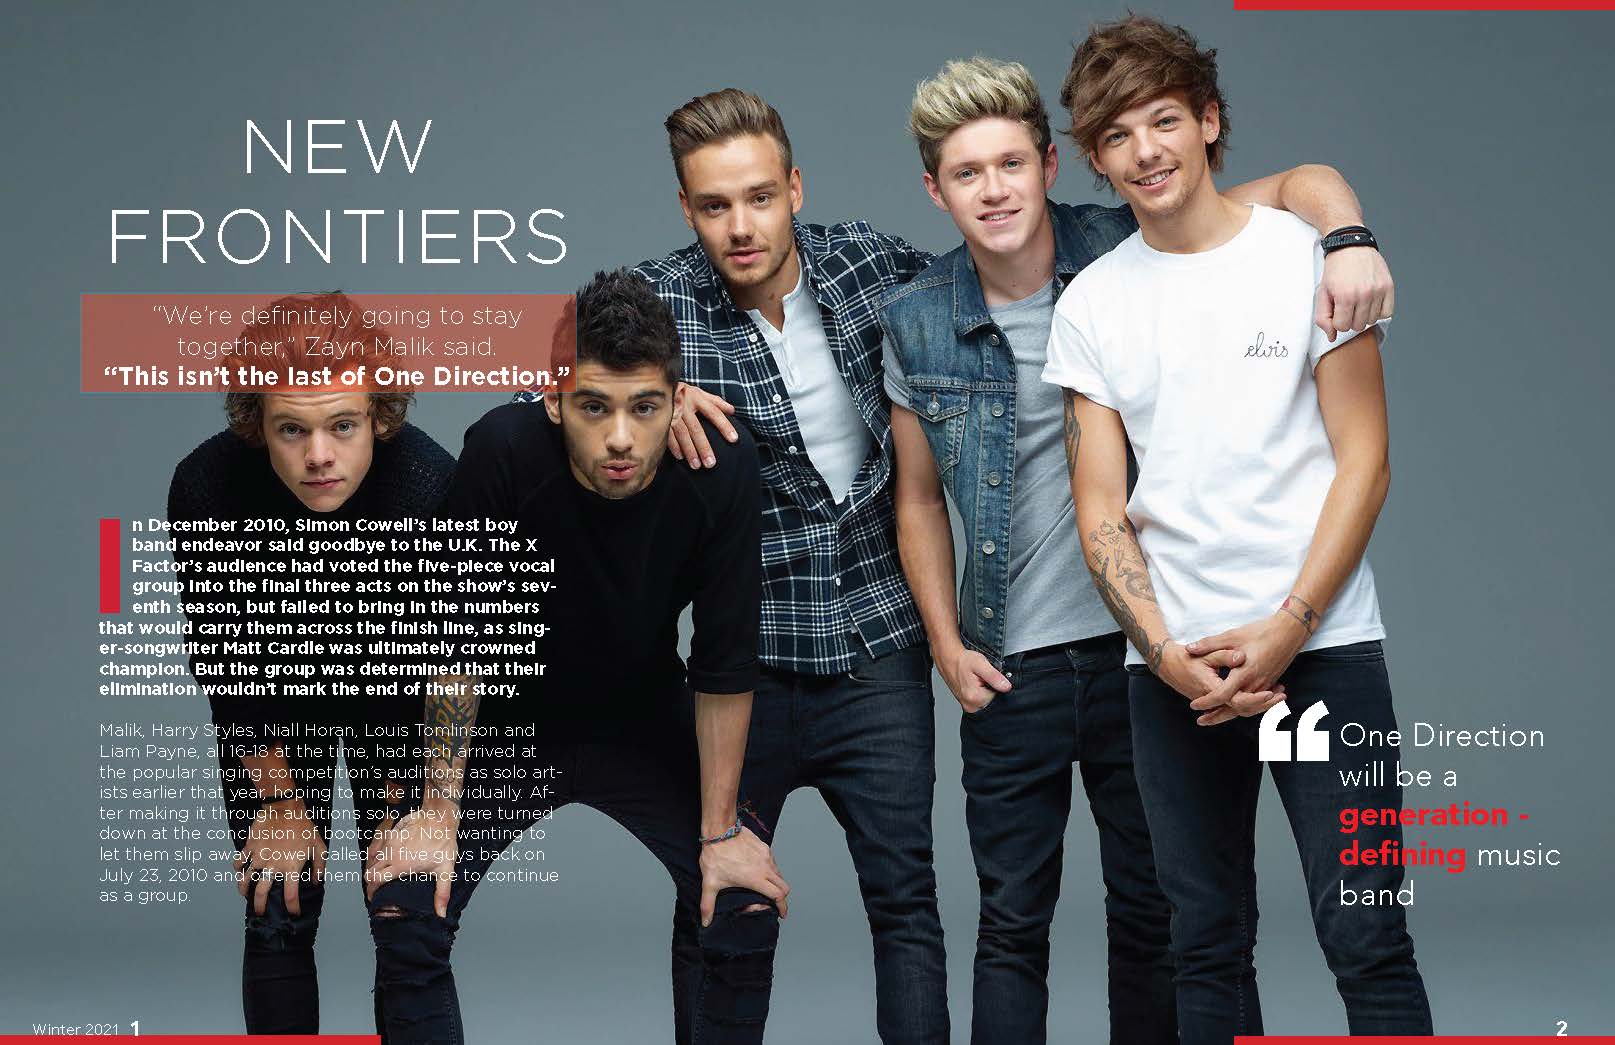 NEW
FRONTIERS
“We’re definitely going to stay
together,” Zayn Malik said.
“This isn’t the last of One Direction.”
In December 2010, Simon Cowell’s latest boy
band endeavor said goodbye to the U.K. The X
Factor’s audience had voted the five-piece vocal
group into the final three acts on the show’s sev-
enth season, but failed to bring in the numbers
that would carry them across the finish line, as sing-
er-songwriter Matt Cardle was ultimately crowned
champion. But the group was determined that their
elimination wouldn’t mark the end of their story.
Malik, Harry Styles, Niall Horan, Louis Tomlinson and
Liam Payne, all 16-18 at the time, had each arrived at
the popular singing competition’s auditions as solo art-
ists earlier that year, hoping to make it individually. Af-
ter making it through auditions solo, they were turned
down at the conclusion of bootcamp. Not wanting to
let them slip away, Cowell called all five guys back on
July 23, 2010 and offered them the chance to continue
as a group.
elvis
“One Direction
will be a
generation -
defining music
band
Winter 2021 1
2